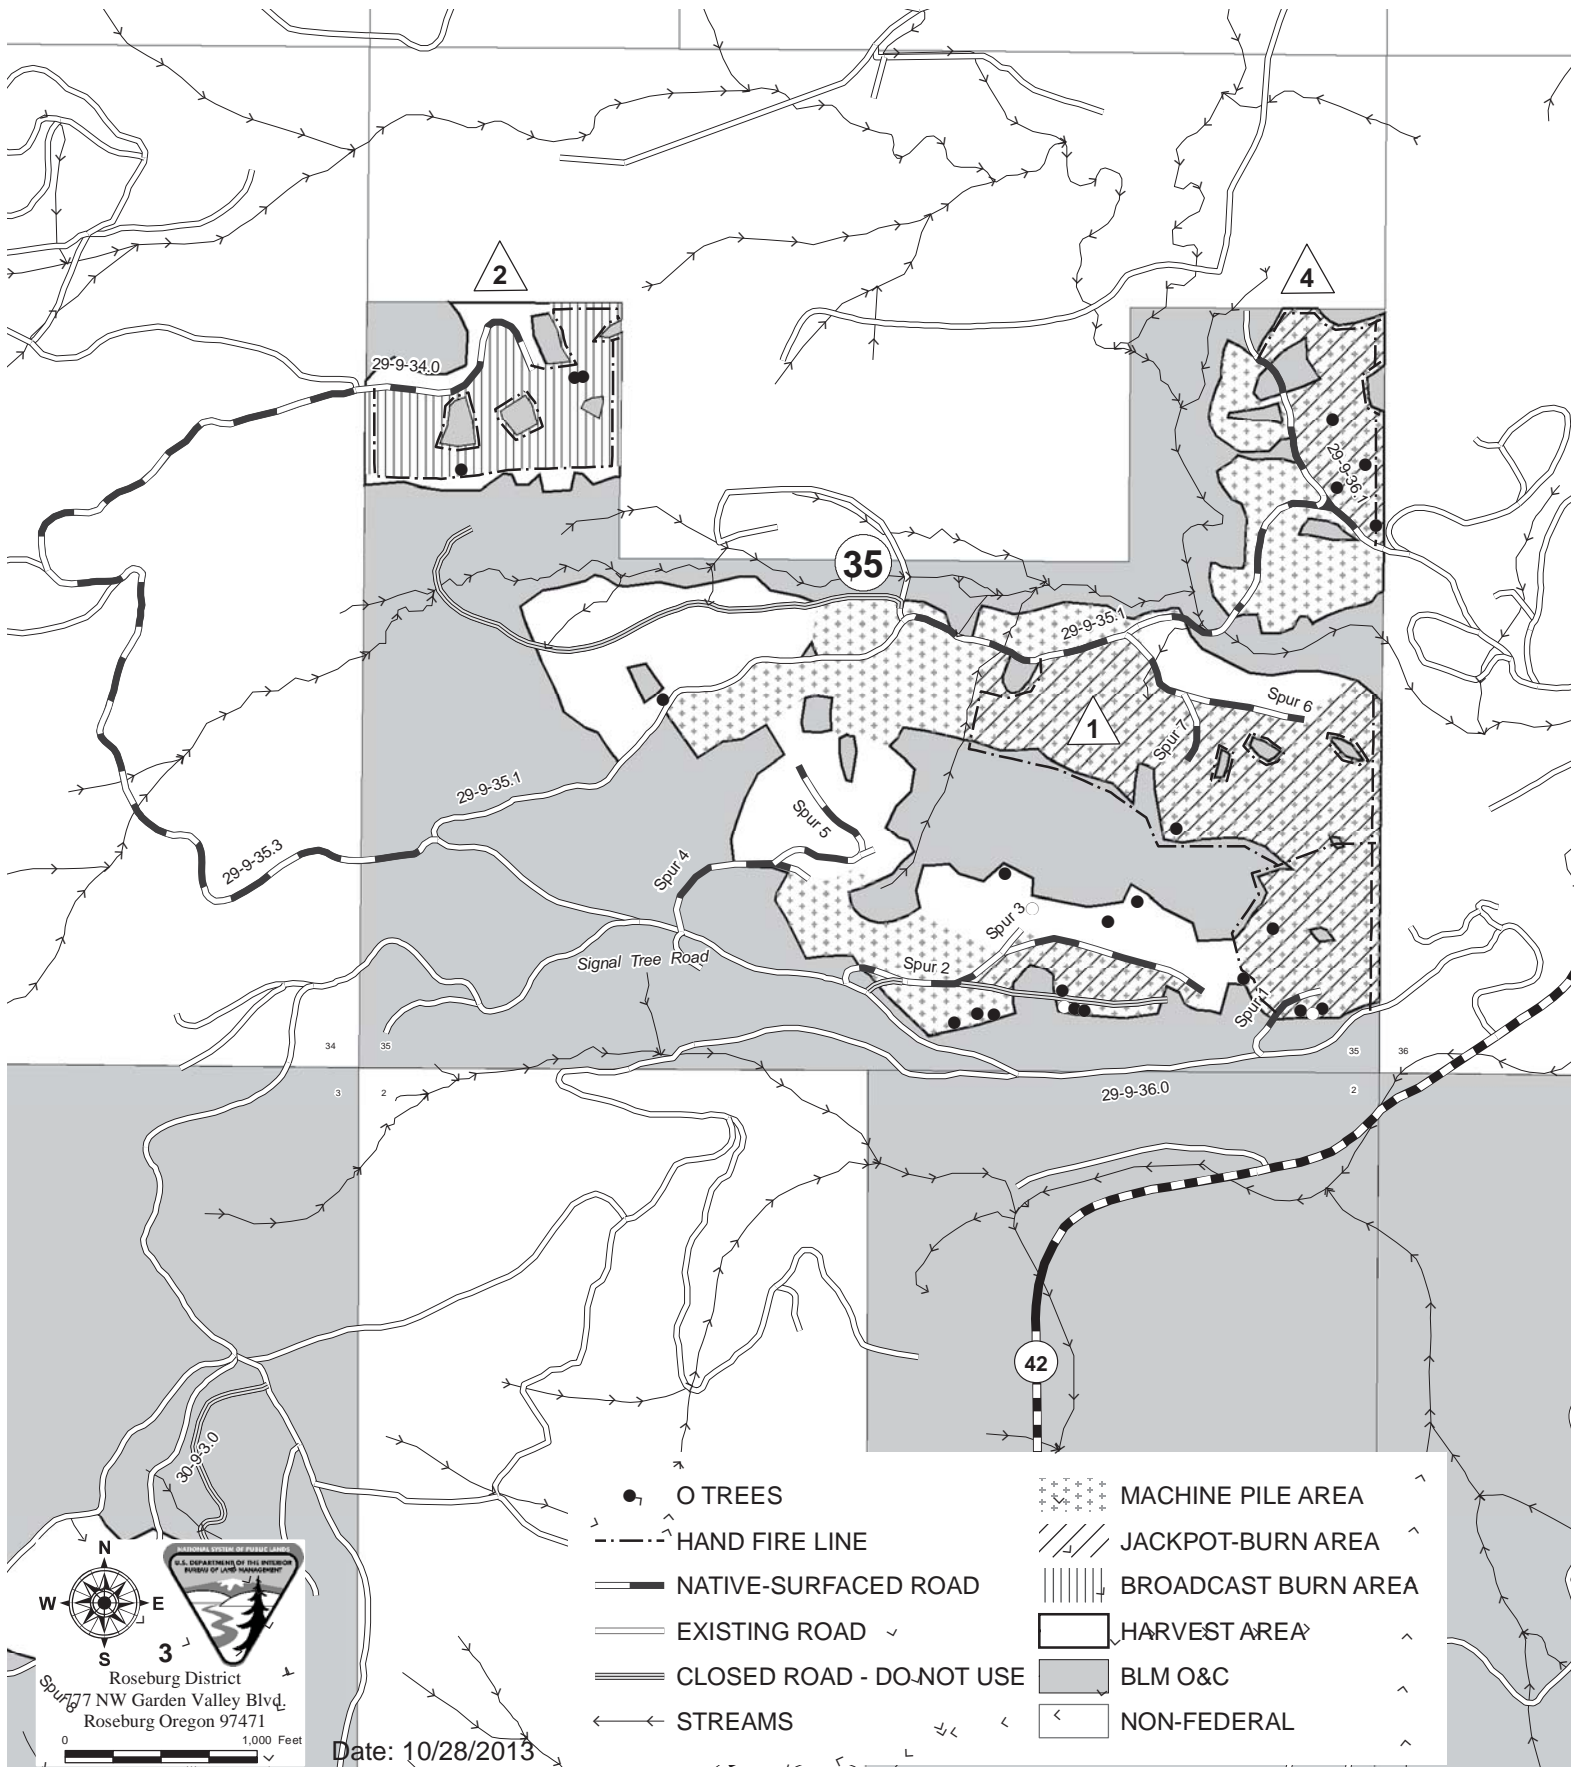 2
4
29-9-34.0
29-9-36.1
35
29-9-35.1
Spur 6
1
Spur 7
29-9-35.1
Spur 5
29-9-35.3
Spur 4
Spur 3
Signal Tree Road
Spur 2
Spur 1
34
35
35
36
3
2
29-9-36.0
2
42
30-9-3.0
O TREES
HAND FIRE LINE
NATIVE-SURFACED ROAD
EXISTING ROAD
CLOSED ROAD - DO NOT USE
STREAMS
MACHINE PILE AREA
JACKPOT-BURN AREA
BROADCAST BURN AREA
HARVEST AREA
BLM O&C
NON-FEDERAL
N
W
E
S
NATIONAL SYSTEM OF PUBLIC LANDS
U.S. DEPARTMENT OF THE INTERIOR
BUREAU OF LAND MANAGEMENT
3
Spur 8
Roseburg District
777 NW Garden Valley Blvd.
Roseburg Oregon 97471
0
1,000 Feet
Date: 10/28/2013